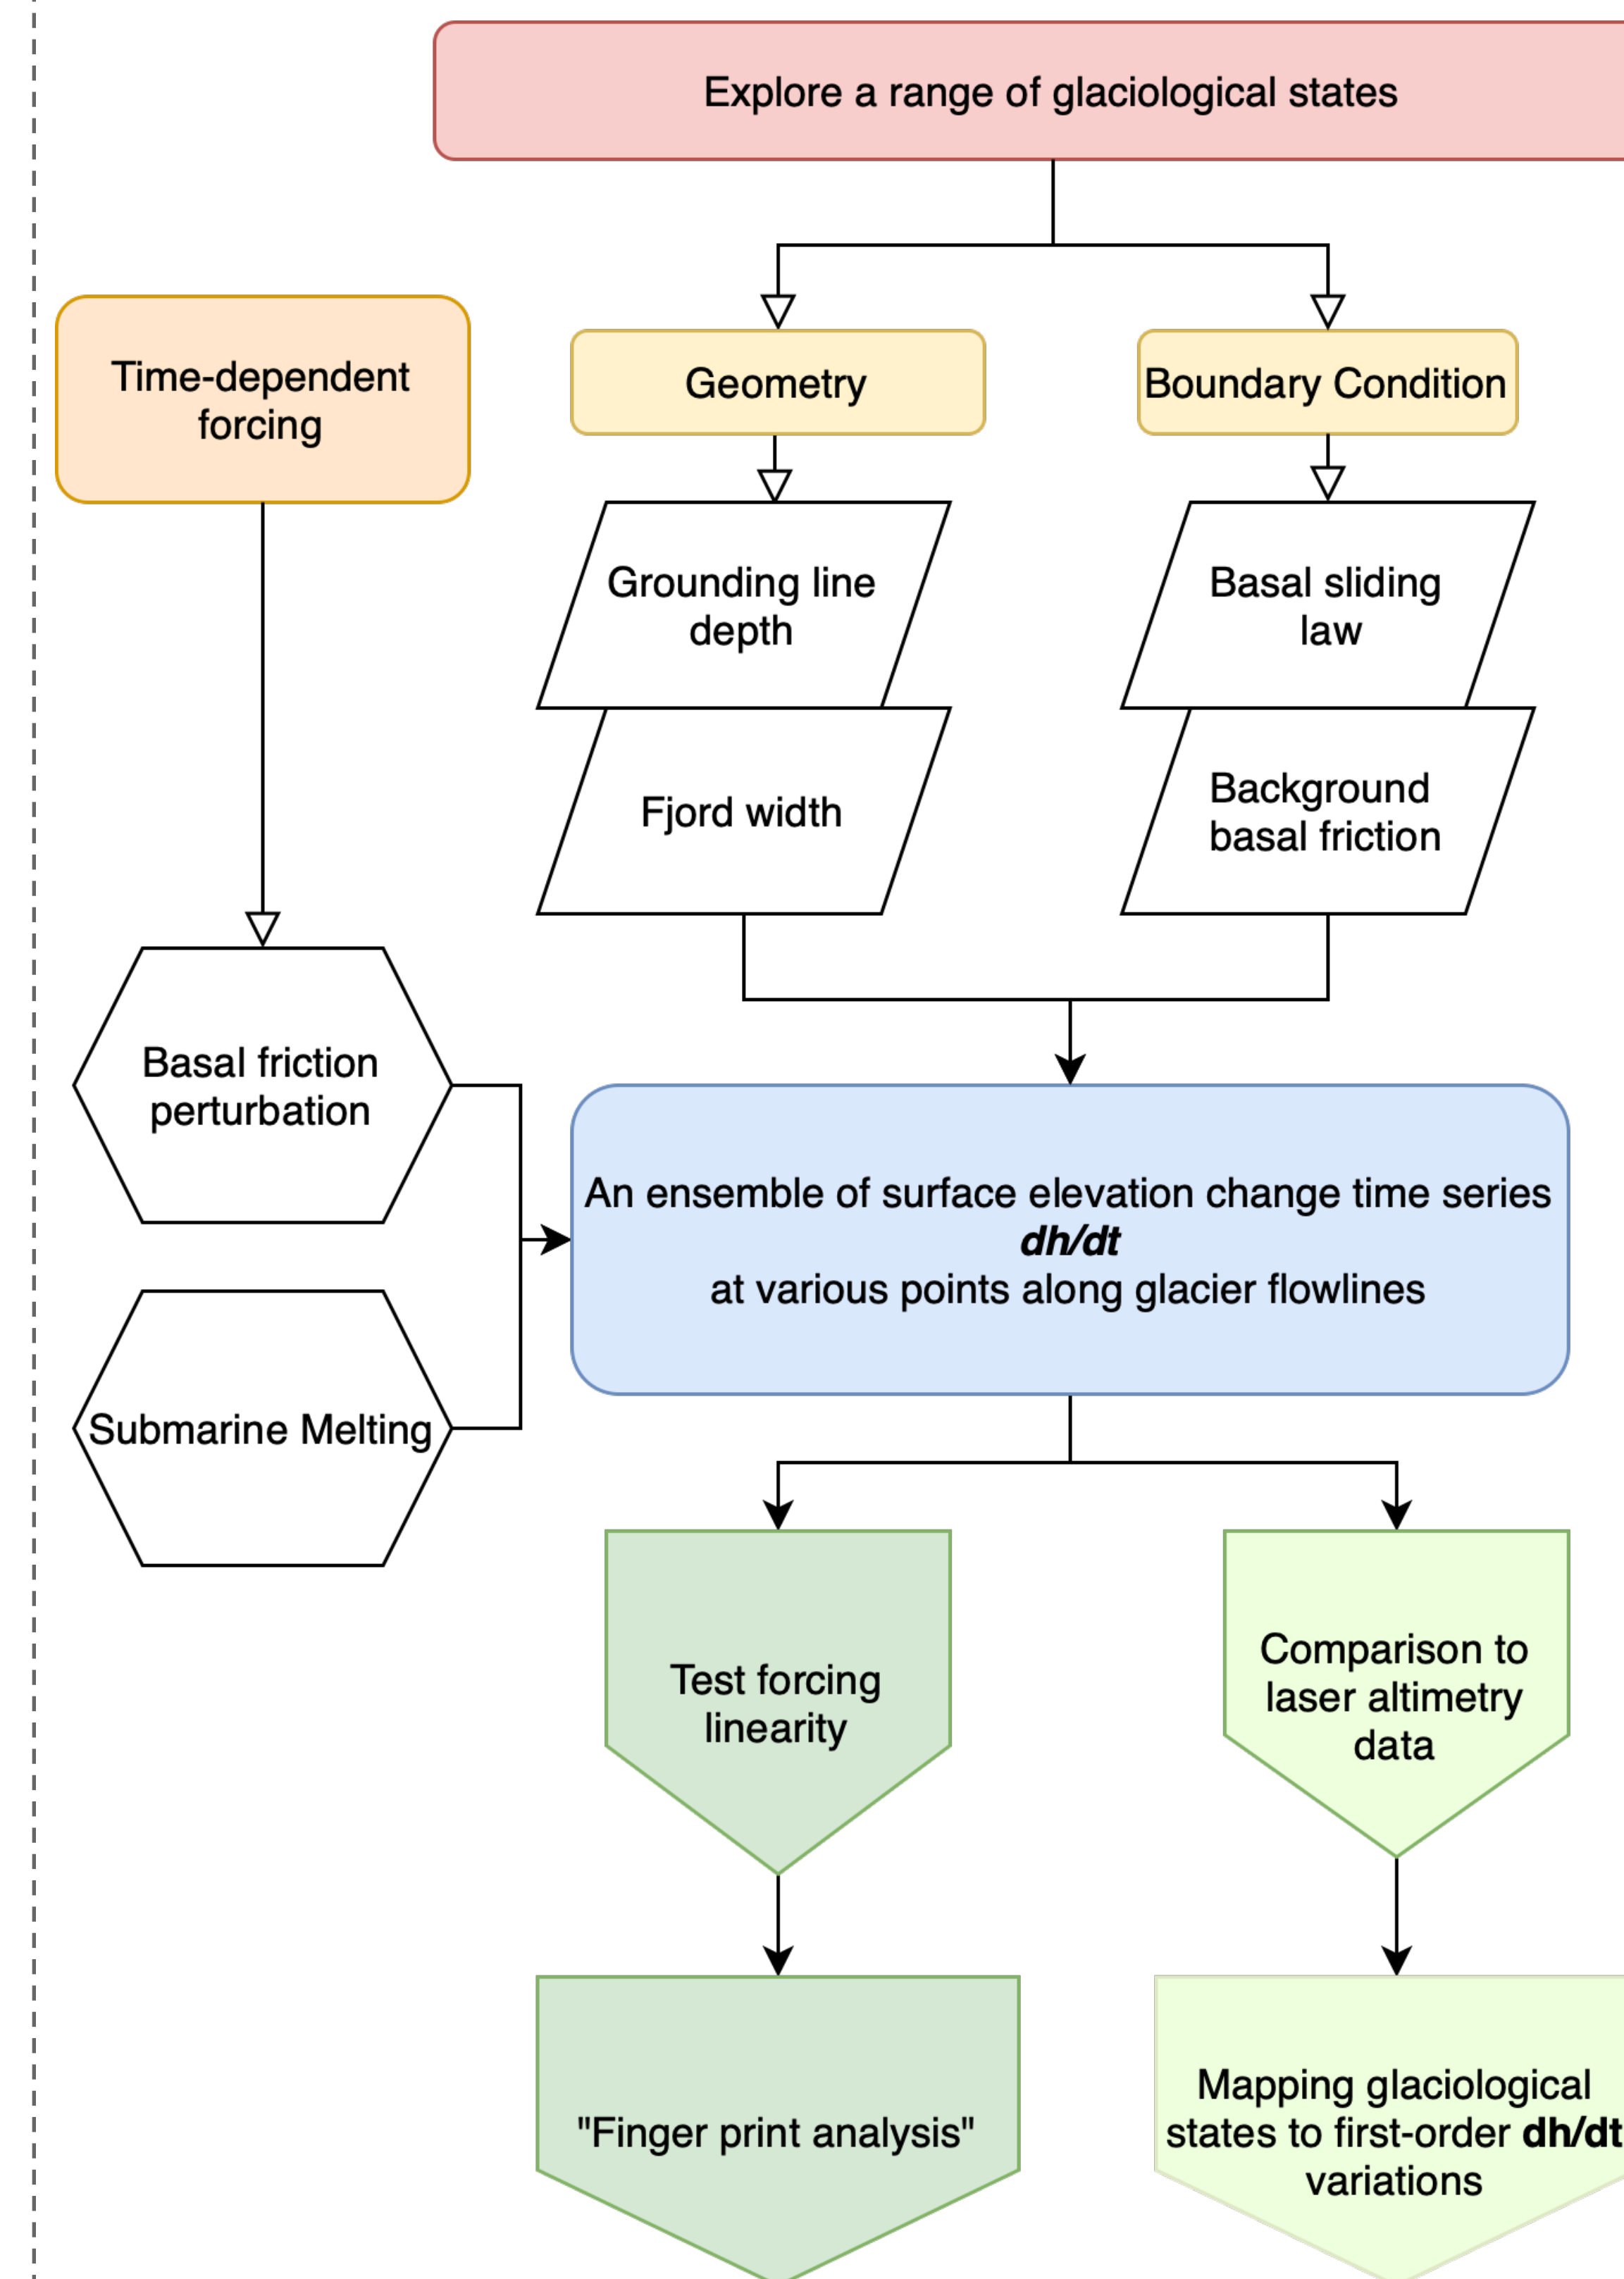 Explore a range of glaciological states
Time-dependent
forcing
Geometry
Boundary Condition
Grounding line
depth
Basal sliding
law
Fjord width
Background
basal friction
Basal friction
perturbation
Submarine Melting
An ensemble of surface elevation change time series
dh/dt
at various points along glacier flowlines
Test forcing
linearity
Comparison to
laser altimetry
data
"Finger print analysis"
Mapping glaciological
states to first-order dh/dt
variations